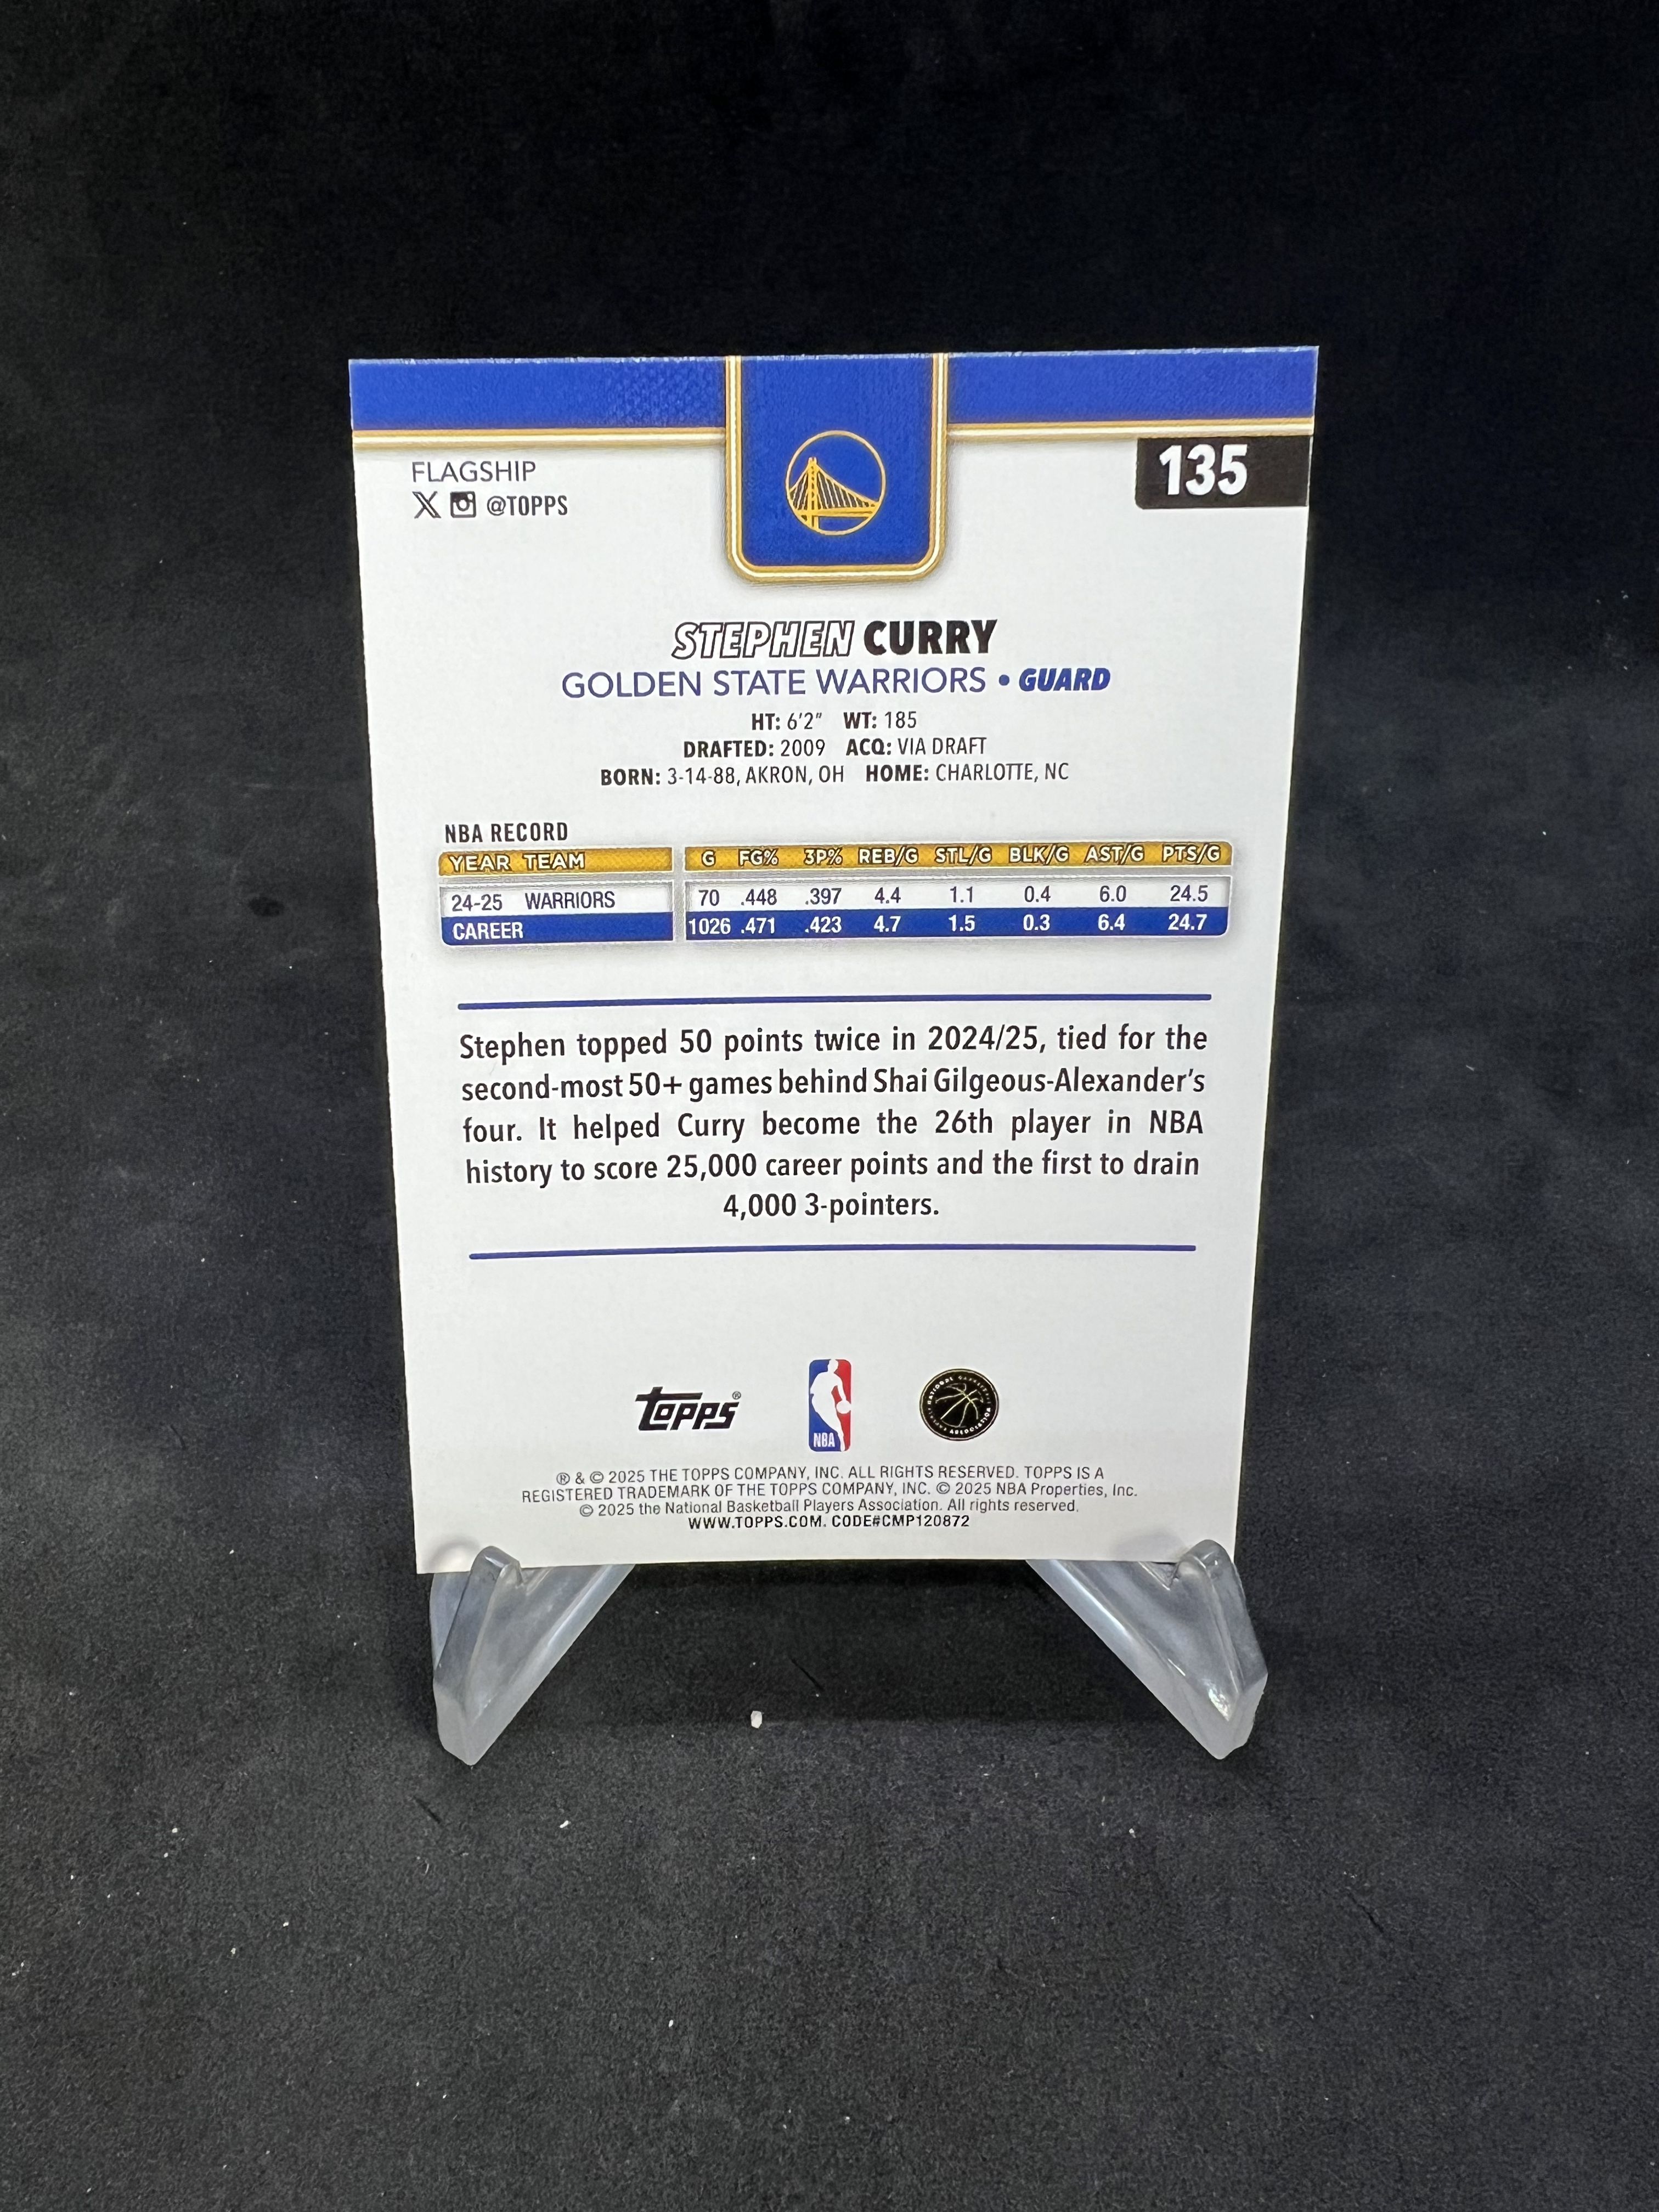 FLAGSHIP
@TOPPS
135
STEPHEN CURRY
GOLDEN STATE WARRIORS • GUARD
HT: 6'2" WT: 185
DRAFTED: 2009 ACQ: VIA DRAFT
BORN: 3-14-88, AKRON, OH HOME: CHARLOTTE, NC
NBA RECORD
YEAR TEAM G FG% 3P% REB/G STL/G BLK/G AST/G PTS/G
24-25 WARRIORS 70 .448 .397 4.4 1.1 0.4 6.0 24.5
CAREER 1026 .471 .423 4.7 1.5 0.3 6.4 24.7
Stephen topped 50 points twice in 2024/25, tied for the
second-most 50+ games behind Shai Gilgeous-Alexander's
four. It helped Curry become the 26th player in NBA
history to score 25,000 career points and the first to drain
4,000 3-pointers.
Topps®
NBA
® & © 2025 THE TOPPS COMPANY, INC. ALL RIGHTS RESERVED. TOPPS IS A
REGISTERED TRADEMARK OF THE TOPPS COMPANY, INC. © 2025 NBA Properties, Inc.
© 2025 the National Basketball Players Association. All rights reserved.
WWW.TOPPS.COM. CODE#CMP120872